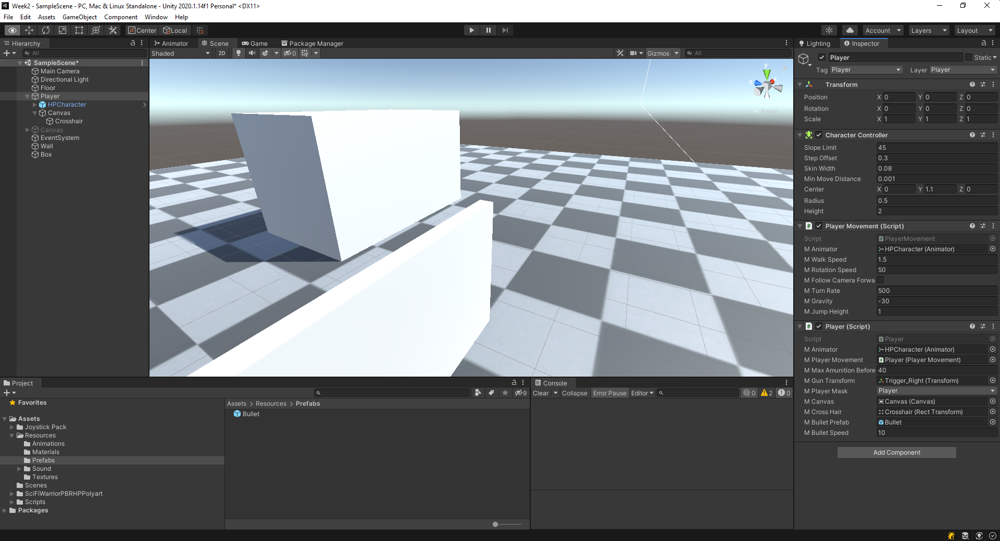 Week2 - SampleScene - PC, Mac & Linux Standalone - Unity 2020.1.14f1 Personal* <DX11>
File Edit Assets GameObject Component Window Help
Center Local Account Layers Layout
Hierarchy
All
SampleScene*
Main Camera
Directional Light
Floor
Player
HPCharacter
Canvas
Crosshair
Canvas
EventSystem
Wall
Box
Animator Scene Game Package Manager
Shaded 2D 0 Gizmos All
y
x
z
Persp
Lighting Inspector
Player Static
Tag Player Layer Player
Transform
Position X 0 Y 0 Z 0
Rotation X 0 Y 0 Z 0
Scale X 1 Y 1 Z 1
Character Controller
Slope Limit 45
Step Offset 0.3
Skin Width 0.08
Min Move Distance 0.001
Center X 0 Y 1.1 Z 0
Radius 0.5
Height 2
Player Movement (Script)
Script PlayerMovement
M Animator HPCharacter (Animator)
M Walk Speed 1.5
M Rotation Speed 50
M Follow Camera Forwa
M Turn Rate 500
M Gravity -30
M Jump Height 1
Player (Script)
Script Player
M Animator HPCharacter (Animator)
M Player Movement Player (Player Movement)
M Max Amunition Before 40
M Gun Transform Trigger_Right (Transform)
M Player Mask Player
M Canvas Canvas (Canvas)
M Cross Hair Crosshair (Rect Transform)
M Bullet Prefab Bullet
M Bullet Speed 10
Add Component
Project
9
Favorites
Assets
Joystick Pack
Resources
Animations
Materials
Prefabs
Sound
Textures
Scenes
SciFiWarriorPBRHPPolyart
Scripts
Packages
Assets > Resources > Prefabs
Bullet
Console
Clear Collapse Error Pause Editor 0 2 0